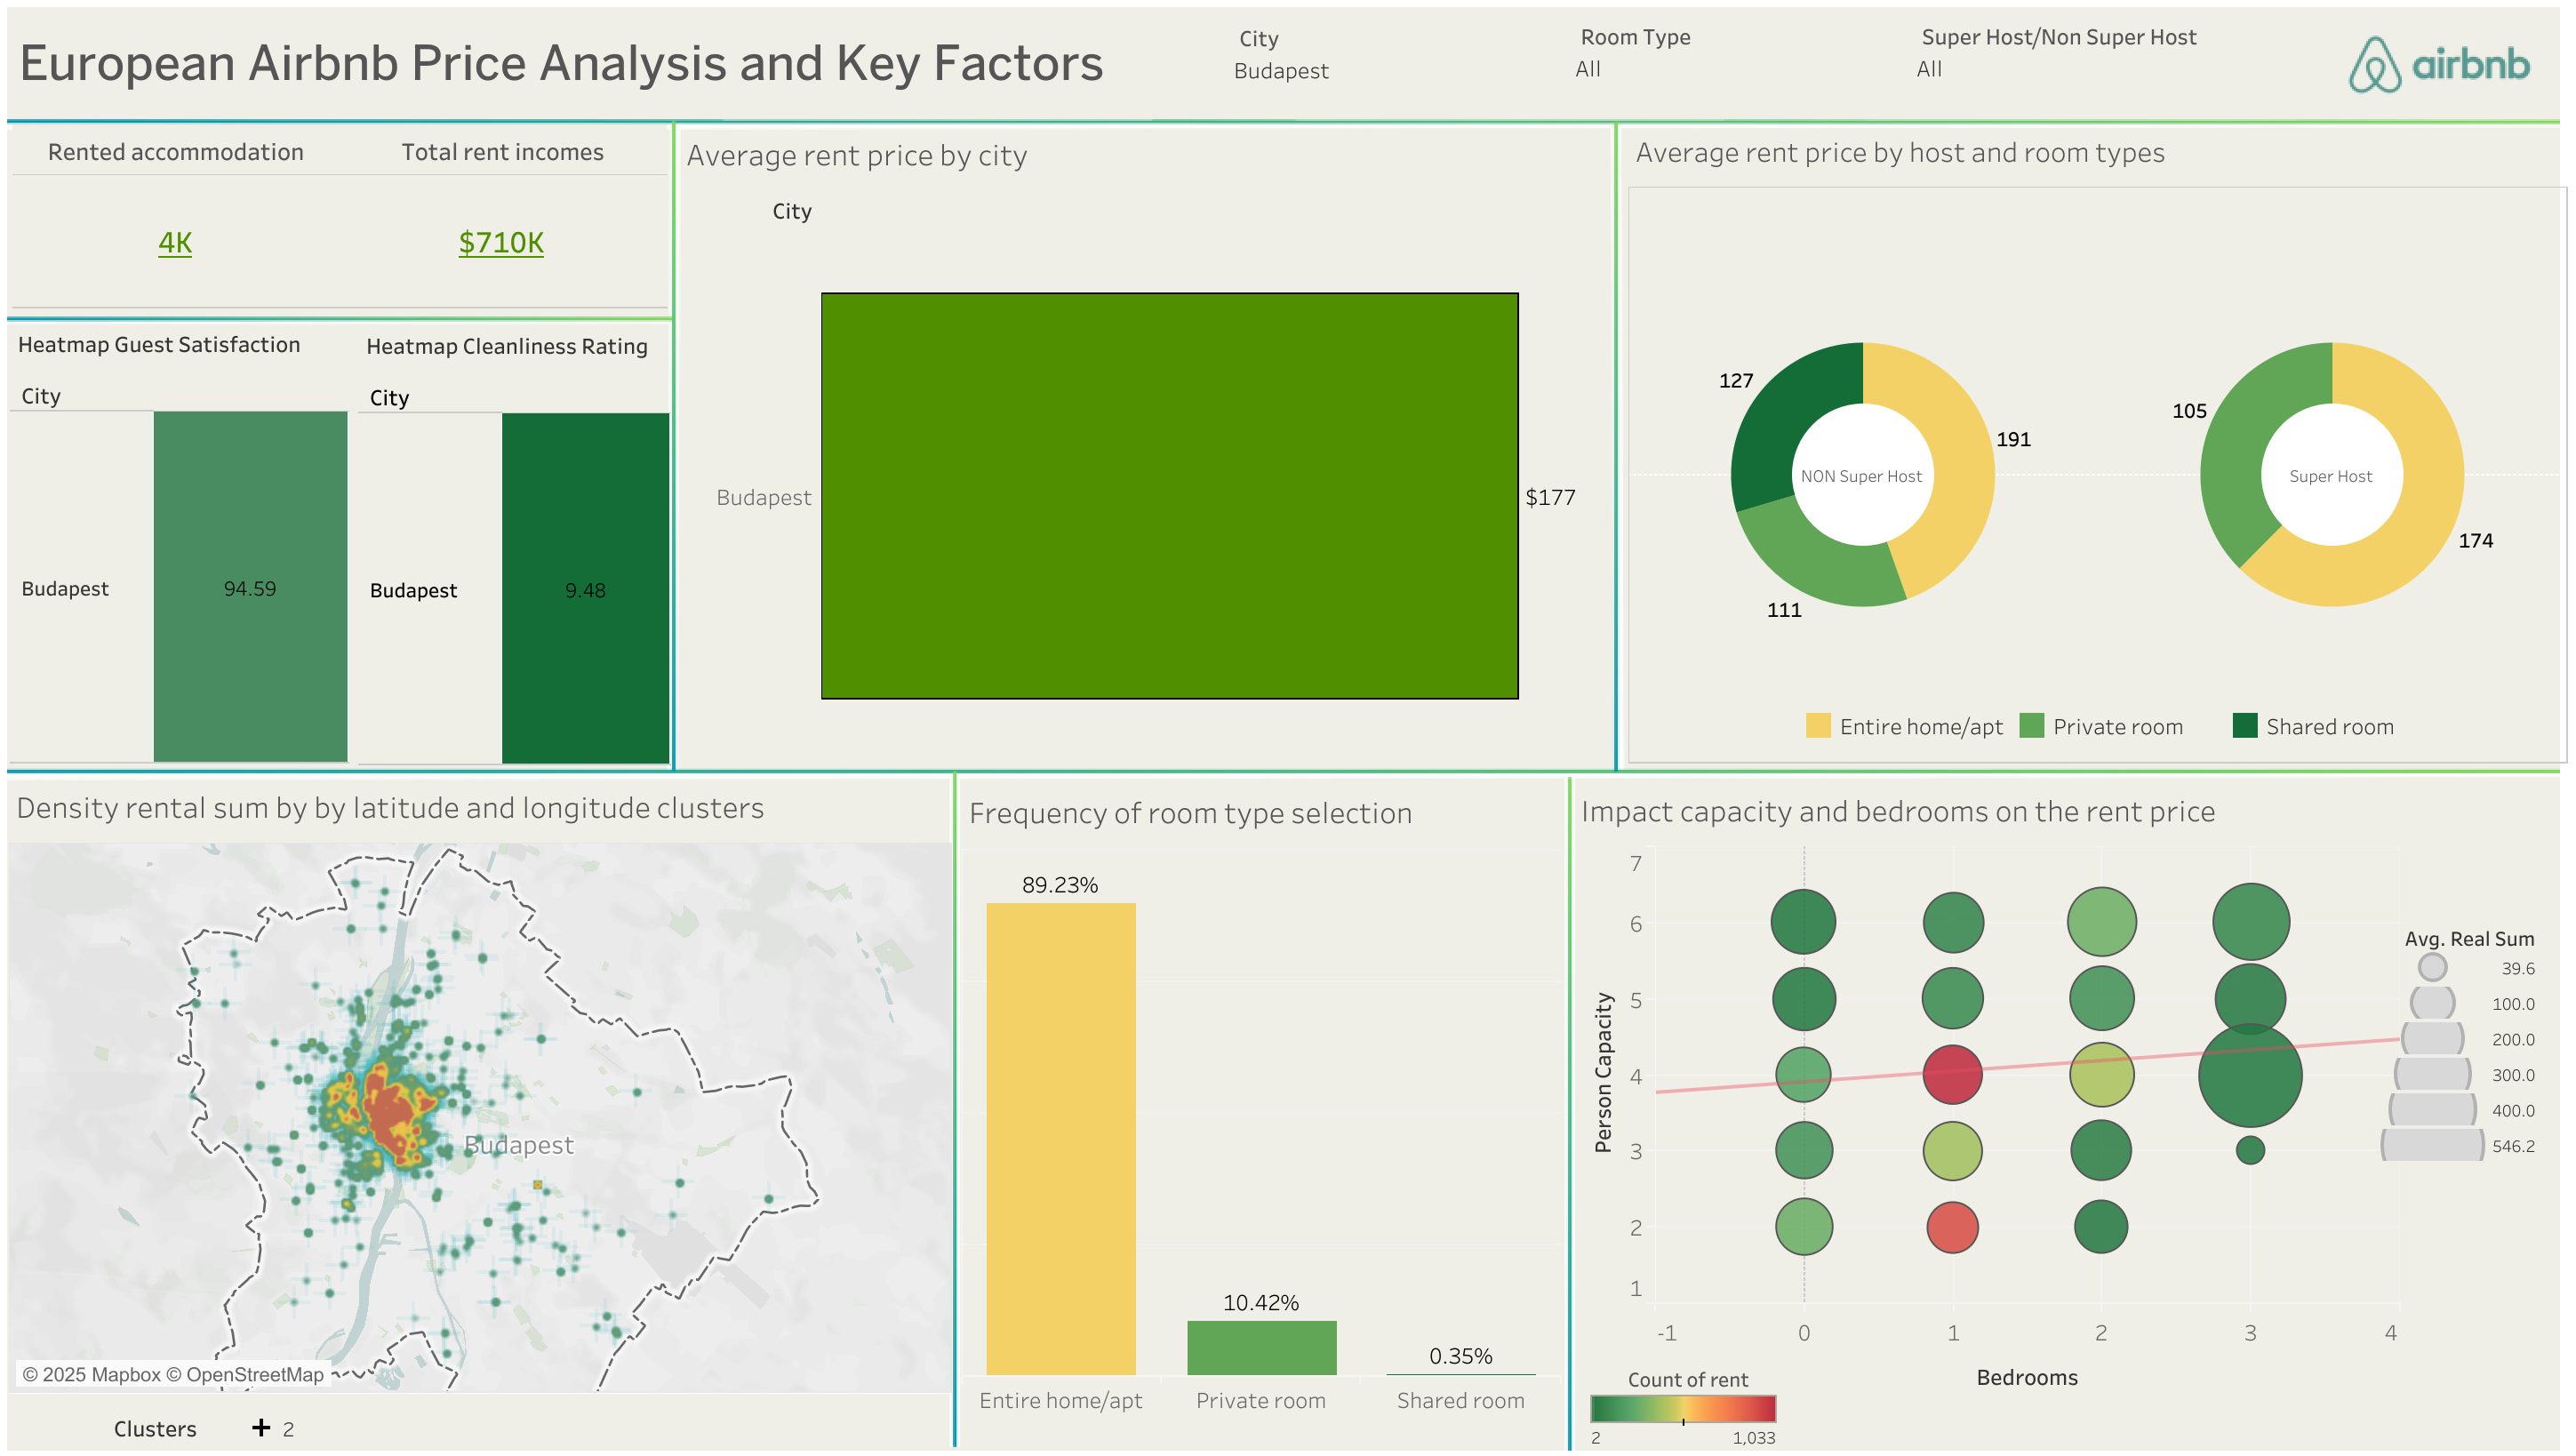 European Airbnb Price Analysis and Key Factors
City
Budapest
Room Type
All
Super Host/Non Super Host
All
airbnb
Rented accommodation
4K
Total rent incomes
$710K
Heatmap Guest Satisfaction
City
Budapest
94.59
Heatmap Cleanliness Rating
City
Budapest
9.48
Average rent price by city
City
Budapest
$177
Average rent price by host and room types
127
191
111
NON Super Host
105
174
Super Host
Entire home/apt
Private room
Shared room
Density rental sum by by latitude and longitude clusters
Budapest
© 2025 Mapbox © OpenStreetMap
Clusters
2
Frequency of room type selection
89.23%
10.42%
0.35%
Entire home/apt
Private room
Shared room
Impact capacity and bedrooms on the rent price
Person Capacity
7
6
5
4
3
2
1
-1
0
1
2
3
4
Bedrooms
Avg. Real Sum
39.6
100.0
200.0
300.0
400.0
546.2
Count of rent
2
1,033